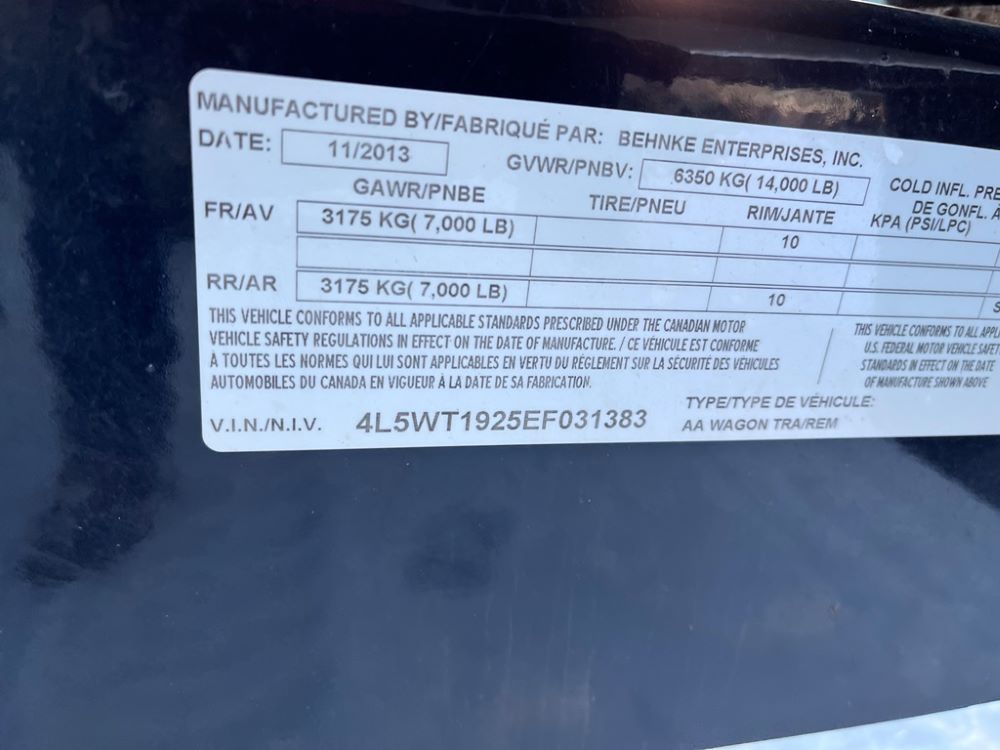 MANUFACTURED BY/FABRIQUÉ PAR: BEHNKE ENTERPRISES, INC.
DATE: 11/2013 GVWR/PNBV: 6350 KG( 14,000 LB)
GAWR/PNBE TIRE/PNEU RIM/JANTE COLD INFL. PRE
DE GONFL. À
KPA (PSI/LPC)
FR/AV 3175 KG( 7,000 LB) 10
RR/AR 3175 KG( 7,000 LB) 10 S
THIS VEHICLE CONFORMS TO ALL APPLICABLE STANDARDS PRESCRIBED UNDER THE CANADIAN MOTOR
VEHICLE SAFETY REGULATIONS IN EFFECT ON THE DATE OF MANUFACTURE. / CE VÉHICULE EST CONFORME
À TOUTES LES NORMES QUI LUI SONT APPLICABLES EN VERTU DU RÉGLEMENT SUR LA SÉCURITÉ DES VÉHICULES
AUTOMOBILES DU CANADA EN VIGUEUR À LA DATE DE SA FABRICATION.
THIS VEHICLE CONFORMS TO ALL APPL
U.S. FEDERAL MOTOR VEHICLE SAFET
STANDARDS IN EFFECT ON THE DATE
OF MANUFACTURE SHOWN ABOVE
V.I.N./N.I.V. 4L5WT1925EF031383
TYPE/TYPE DE VÉHICULE:
AA WAGON TRA/REM